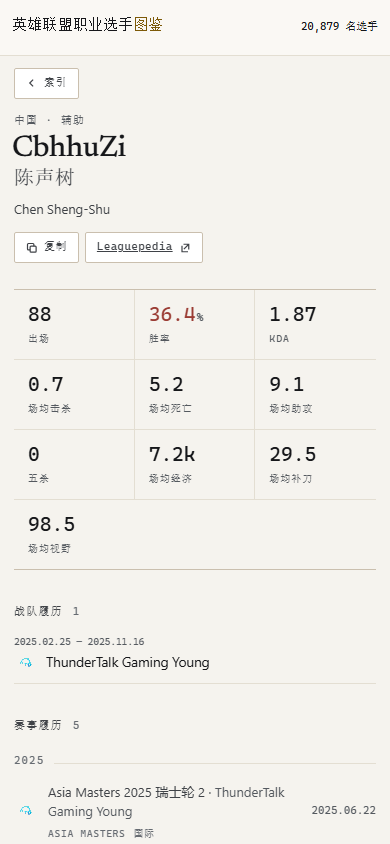 英雄联盟职业选手图鉴
20,879 名选手
索引
中国 · 辅助
CbhhuZi
陈声树
Chen Sheng-Shu
复制
Leaguepedia
88
36.4%
1.87
出场
胜率
KDA
0.7
5.2
9.1
场均击杀
场均死亡
场均助攻
0
7.2k
29.5
五杀
场均经济
场均补刀
98.5
场均视野
战队履历 1
2025.02.25 — 2025.11.16
ThunderTalk Gaming Young
赛事履历 5
2025
Asia Masters 2025 瑞士轮 2 · ThunderTalk
Gaming Young
2025.06.22
ASIA MASTERS 国际